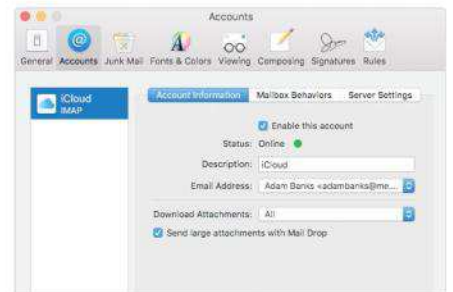 Accounts
General Accounts Junk Mail Fonts & Colors Viewing Composing Signatures Rules
iCloud
IMAP
Account Information Mailbox Behaviors Server Settings
Enable this account
Status: Online
Description: iCloud
Email Address: Adam Banks <adambanks@me...
Download Attachments: All
Send large attachments with Mail Drop